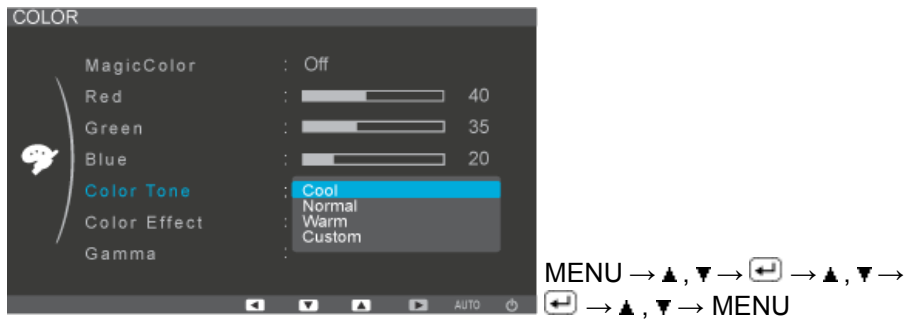 COLOR
MagicColor : Off
Red : 40
Green : 35
Blue : 20
Color Tone : Cool
Normal
Color Effect : Warm
Custom
Gamma :
AUTO
MENU → ▲ , ▼ → ↵ → ▲ , ▼ →
↵ → ▲ , ▼ → MENU